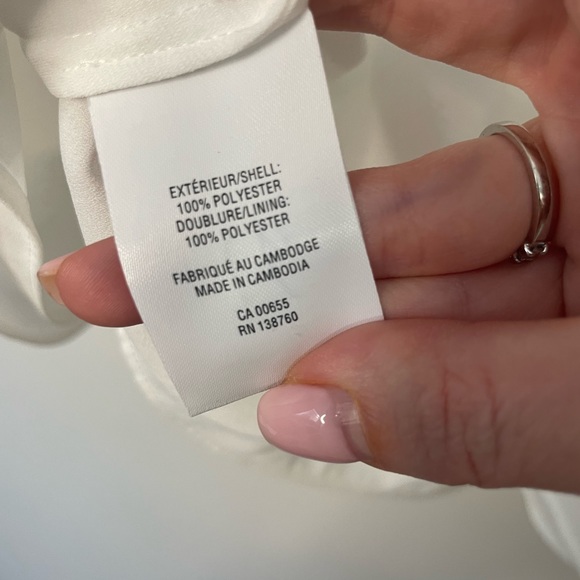 EXTÉRIEUR/SHELL:
100% POLYESTER
DOUBLURE/LINING:
100% POLYESTER
FABRIQUÉ AU CAMBODGE
MADE IN CAMBODIA
CA 00655
RN 138760